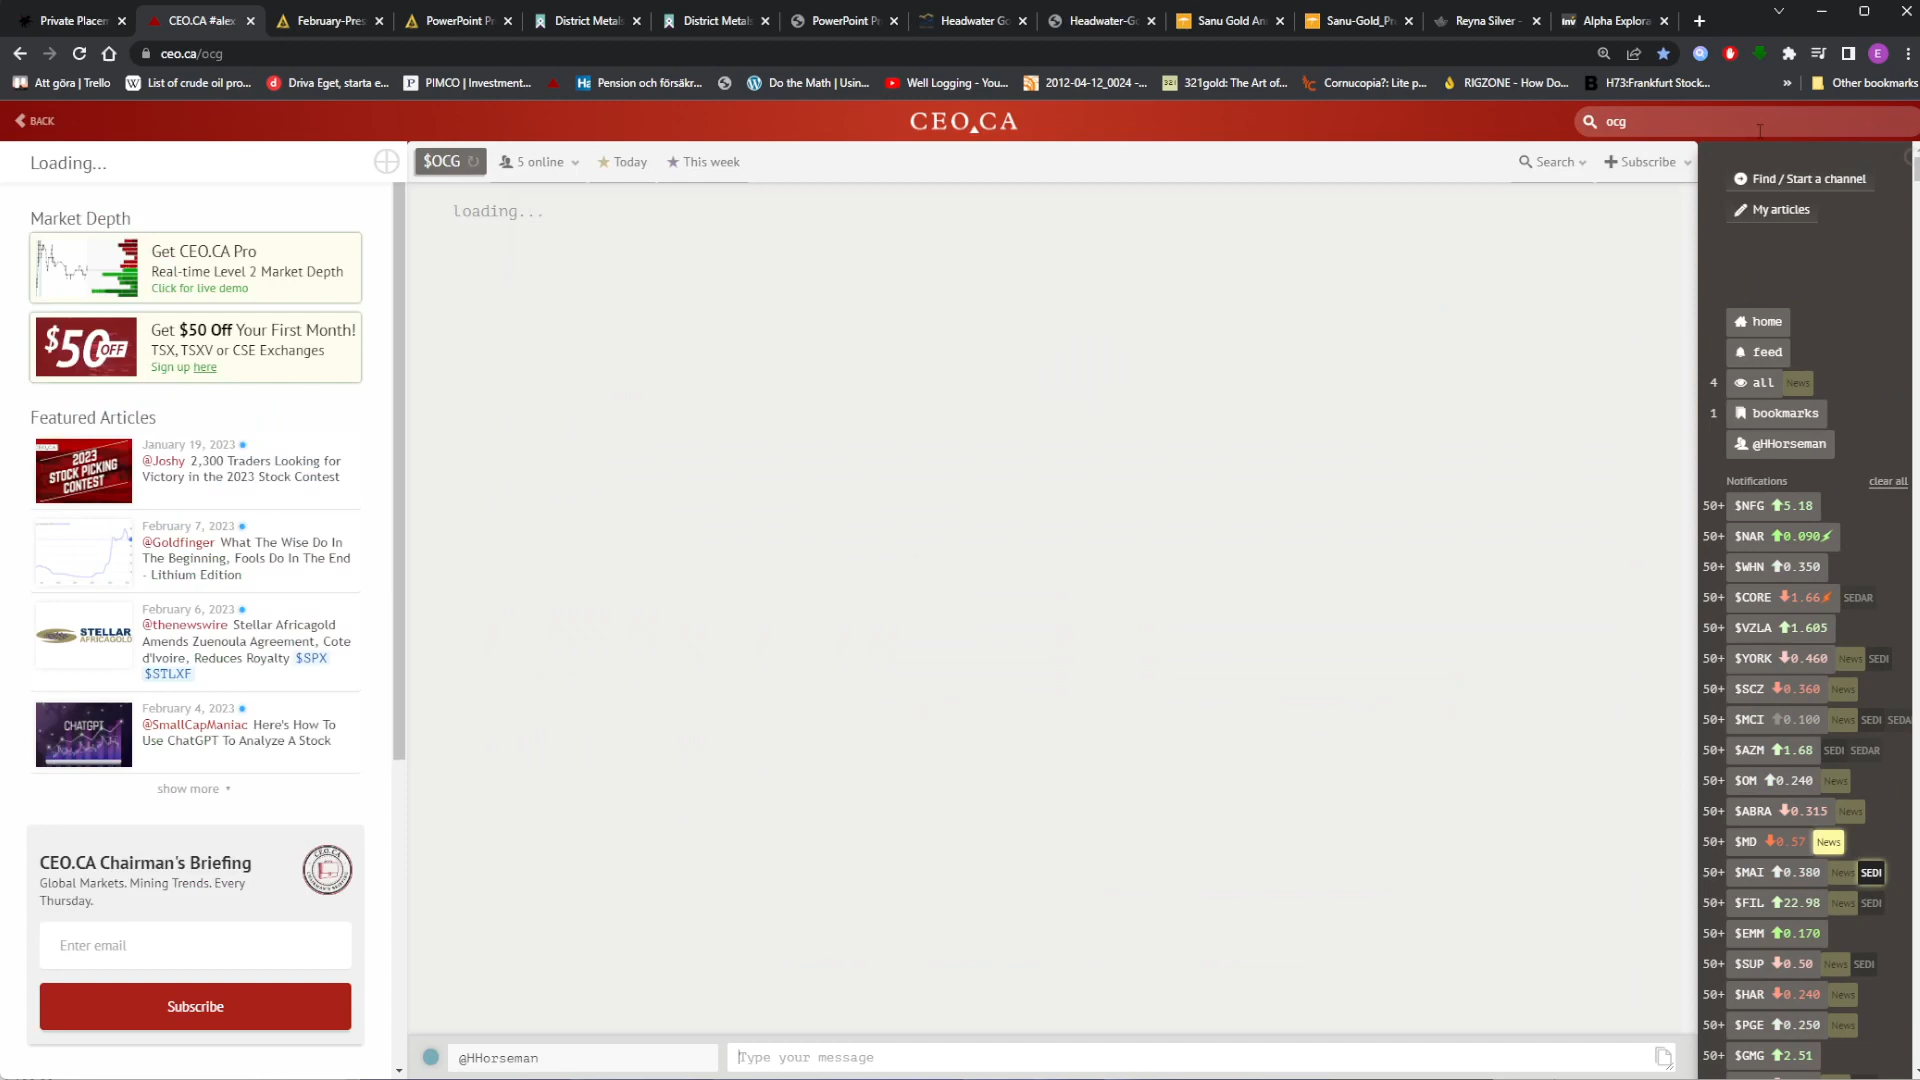 Private Placem
CEO.CA #alex
February-Pres
PowerPoint Pr
District Metals
District Metals
PowerPoint Pr
Headwater Go
Headwater-Go
Sanu Gold An
Sanu-Gold_Pr
Reyna Silver -
Inv Alpha Explora
ceo.ca/ocg
E
Att göra | Trello
W List of crude oil pro...
d Driva Eget, starta e...
P PIMCO | Investment...
Pension och försäkr...
Do the Math | Usin...
Well Logging - You...
2012-04-12_0024 -...
321 321gold: The Art of...
Cornucopia?: Lite p...
RIGZONE - How Do...
B H73:Frankfurt Stock...
»
Other bookmarks
BACK
CEO.CA
ocg
Loading...
$OCG
5 online
Today
This week
Search
Subscribe
loading...
Market Depth
Get CEO.CA Pro
Real-time Level 2 Market Depth
Click for live demo
$50 OFF
Get $50 Off Your First Month!
TSX, TSXV or CSE Exchanges
Sign up here
Featured Articles
2023
STOCK PICKING
CONTEST
January 19, 2023
@Joshy 2,300 Traders Looking for
Victory in the 2023 Stock Contest
February 7, 2023
@Goldfinger What The Wise Do In
The Beginning, Fools Do In The End
- Lithium Edition
STELLAR
AFRICAGOLD
February 6, 2023
@thenewswire Stellar Africagold
Amends Zuenoula Agreement, Cote
d'Ivoire, Reduces Royalty $SPX
$STLXF
CHATGPT
February 4, 2023
@SmallCapManiac Here's How To
Use ChatGPT To Analyze A Stock
show more
CEO.CA Chairman's Briefing
Global Markets. Mining Trends. Every
Thursday.
Enter email
Subscribe
@HHorseman
Type your message
Find / Start a channel
My articles
home
feed
4 all News
1 bookmarks
@HHorseman
Notifications clear all
50+ $NFG 5.18
50+ $NAR 0.090
50+ $WHN 0.350
50+ $CORE 1.66 SEDAR
50+ $VZLA 1.605
50+ $YORK 0.460 News SEDI
50+ $SCZ 0.360 News
50+ $MCI 0.100 News SEDI SEDA
50+ $AZM 1.68 SEDI SEDAR
50+ $OM 0.240 News
50+ $ABRA 0.315 News
50+ $MD 0.57 News
50+ $MAI 0.380 News SEDI
50+ $FIL 22.98 News SEDI
50+ $EMM 0.170
50+ $SUP 0.50 News SEDI
50+ $HAR 0.240 News
50+ $PGE 0.250 News
50+ $GMG 2.51